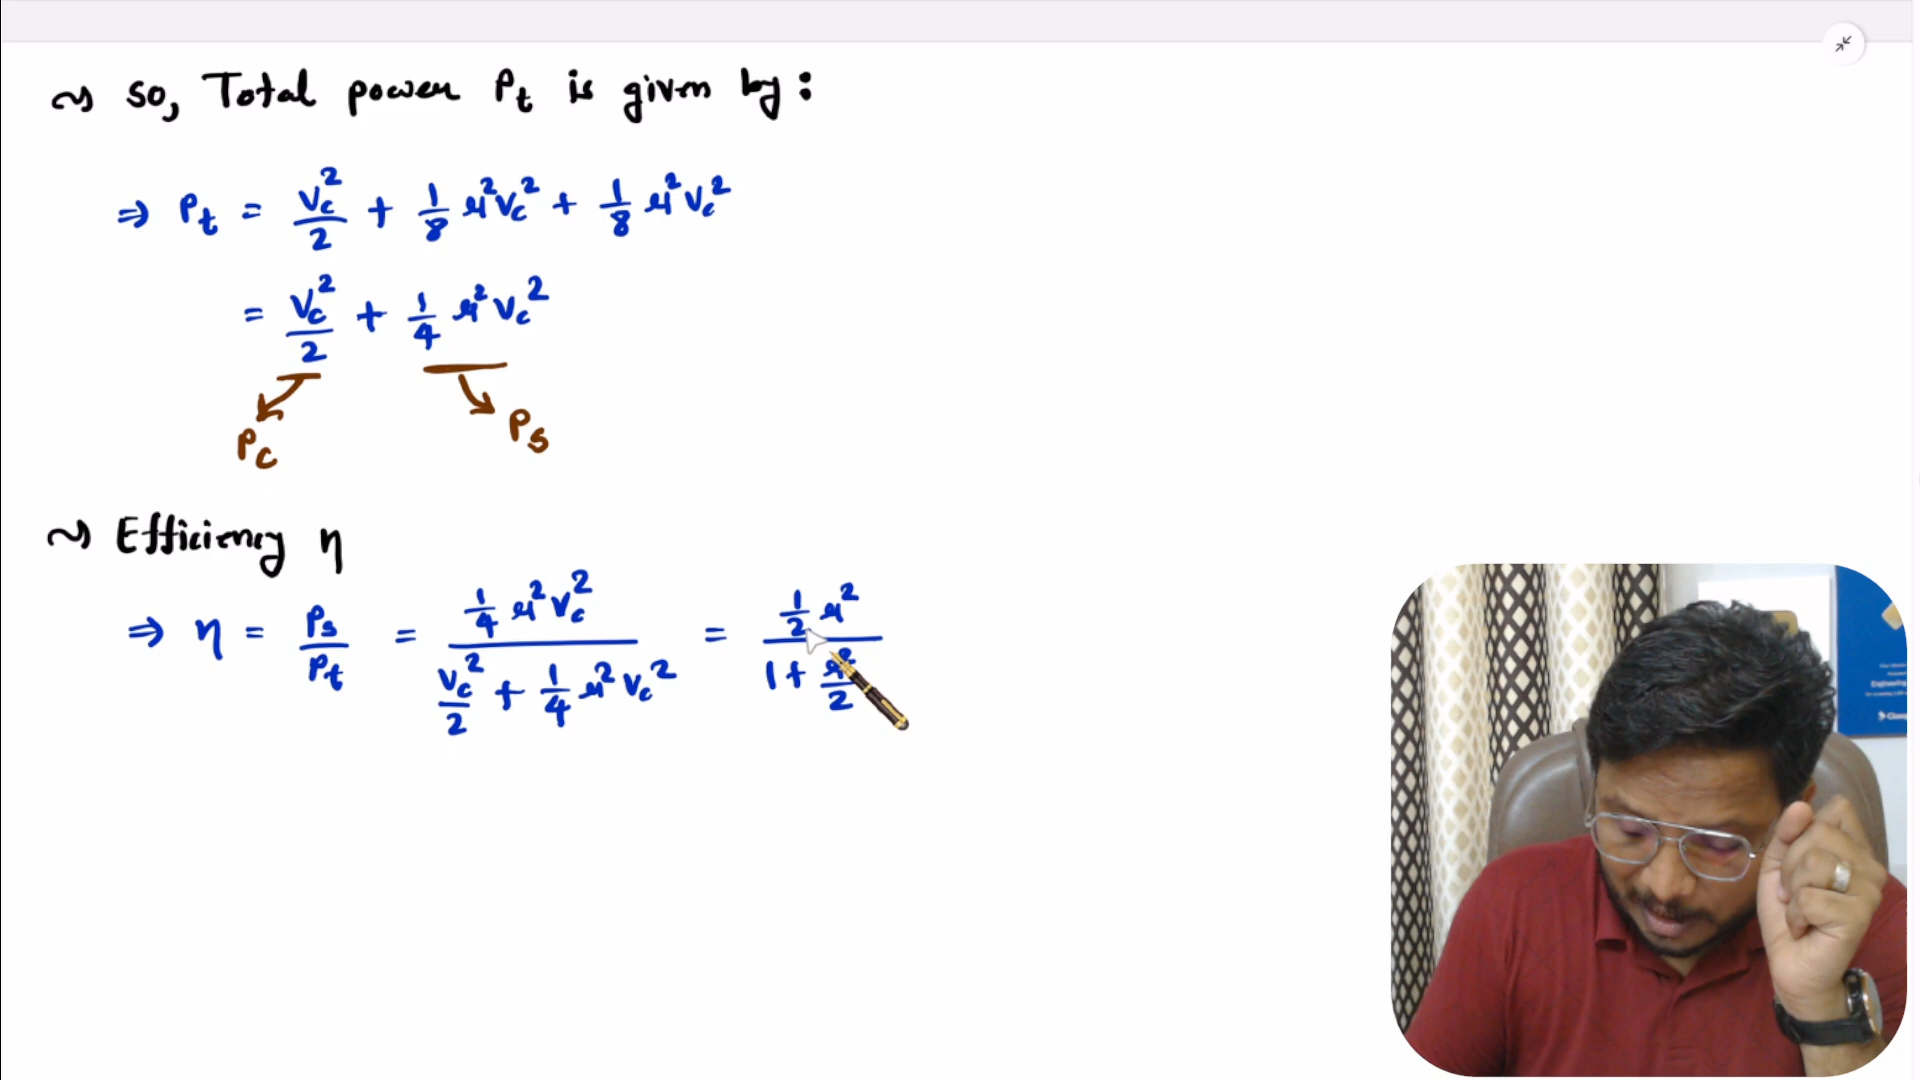 ~ so, Total power Pt is given by:
⇒ Pt = Vc²/2 + 1/8 μ²Vc² + 1/8 μ²Vc²
= Vc²/2 + 1/4 μ²Vc²
Pc Ps
~ Efficiency η
⇒ η = Ps/Pt = (1/4 μ²Vc²)/(Vc²/2 + 1/4 μ²Vc²) = (1/2 μ²)/(1 + μ²/2)
Engineering